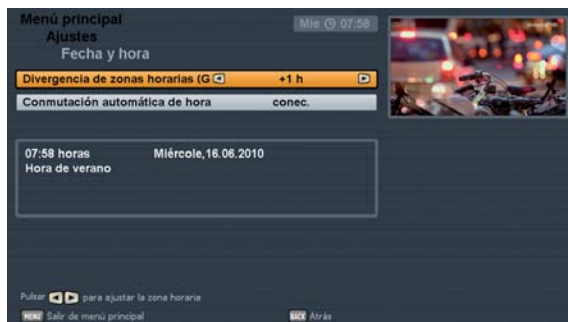 Menú principal
Mie 07:58
Ajustes
Fecha y hora
Divergencia de zonas horarias (G +1 h
Conmutación automática de hora conec.
07:58 horas Miércole,16.06.2010
Hora de verano
Pulsar para ajustar la zona horaria
MENU Salir de menú principal BACK Atrás